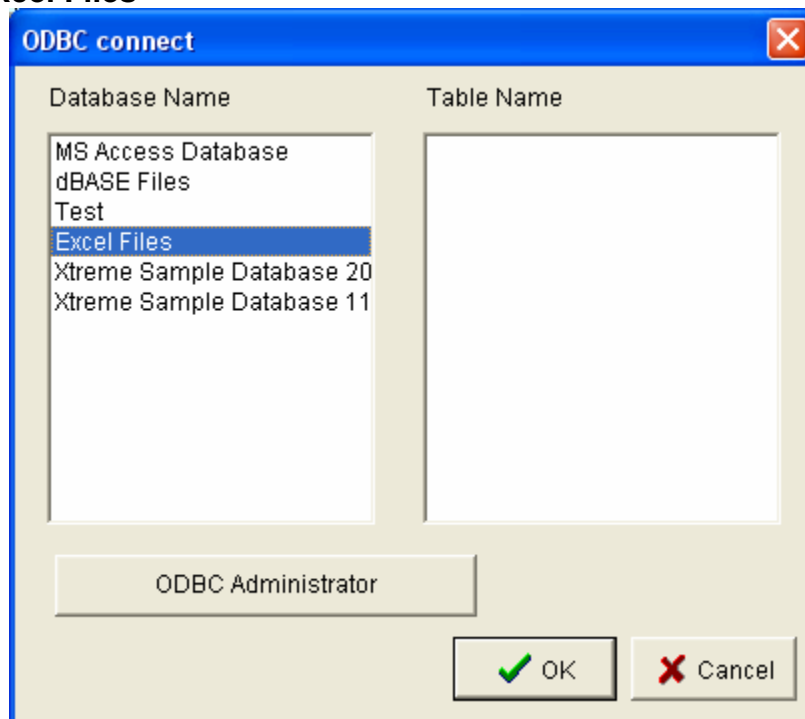 ODBC connect
Database Name
Table Name
MS Access Database
dBASE Files
Test
Excel Files
Xtreme Sample Database 20
Xtreme Sample Database 11
ODBC Administrator
OK
Cancel